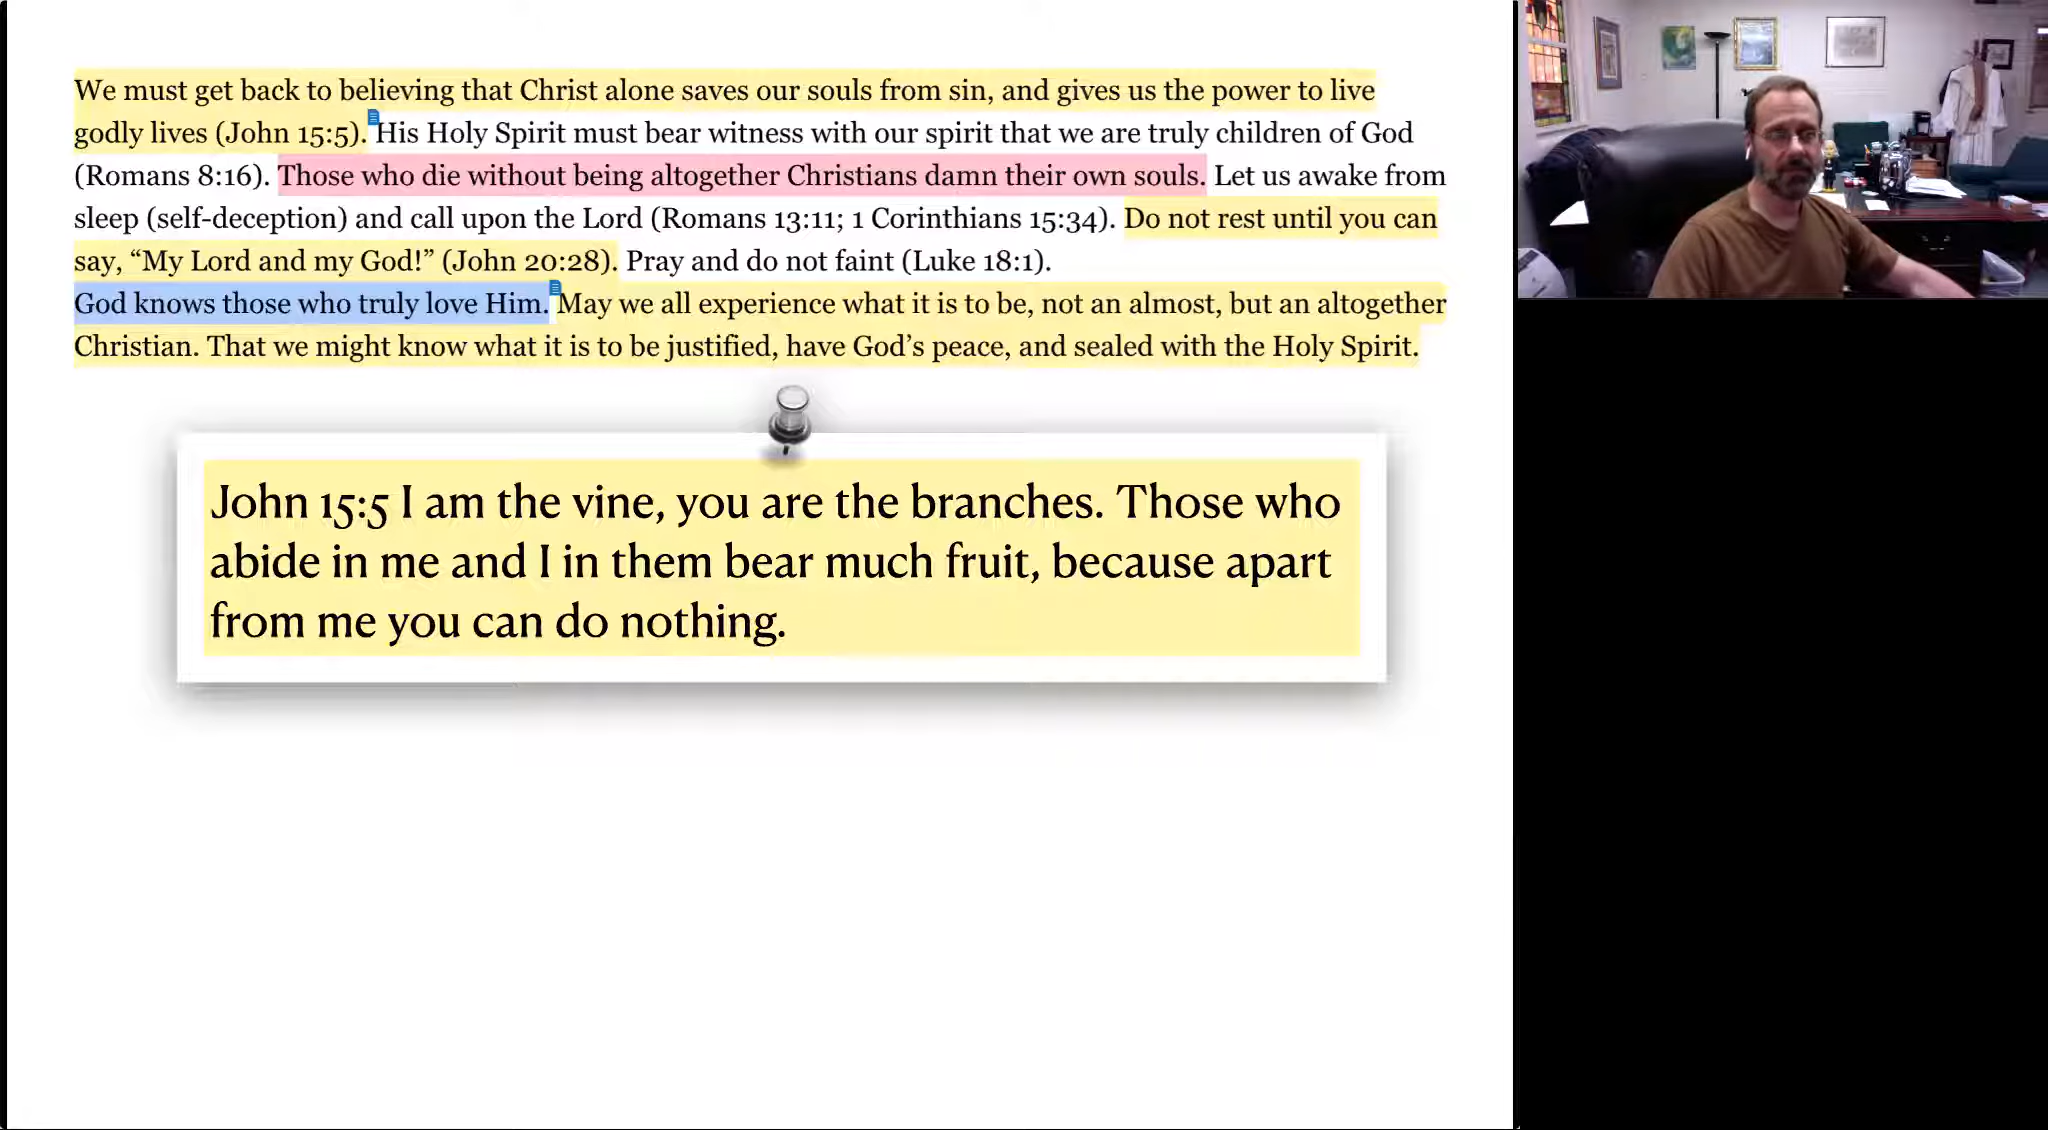 We must get back to believing that Christ alone saves our souls from sin, and gives us the power to live
godly lives (John 15:5). His Holy Spirit must bear witness with our spirit that we are truly children of God
(Romans 8:16). Those who die without being altogether Christians damn their own souls. Let us awake from
sleep (self-deception) and call upon the Lord (Romans 13:11; 1 Corinthians 15:34). Do not rest until you can
say, “My Lord and my God!” (John 20:28). Pray and do not faint (Luke 18:1).
God knows those who truly love Him. May we all experience what it is to be, not an almost, but an altogether
Christian. That we might know what it is to be justified, have God’s peace, and sealed with the Holy Spirit.
John 15:5 I am the vine, you are the branches. Those who
abide in me and I in them bear much fruit, because apart
from me you can do nothing.